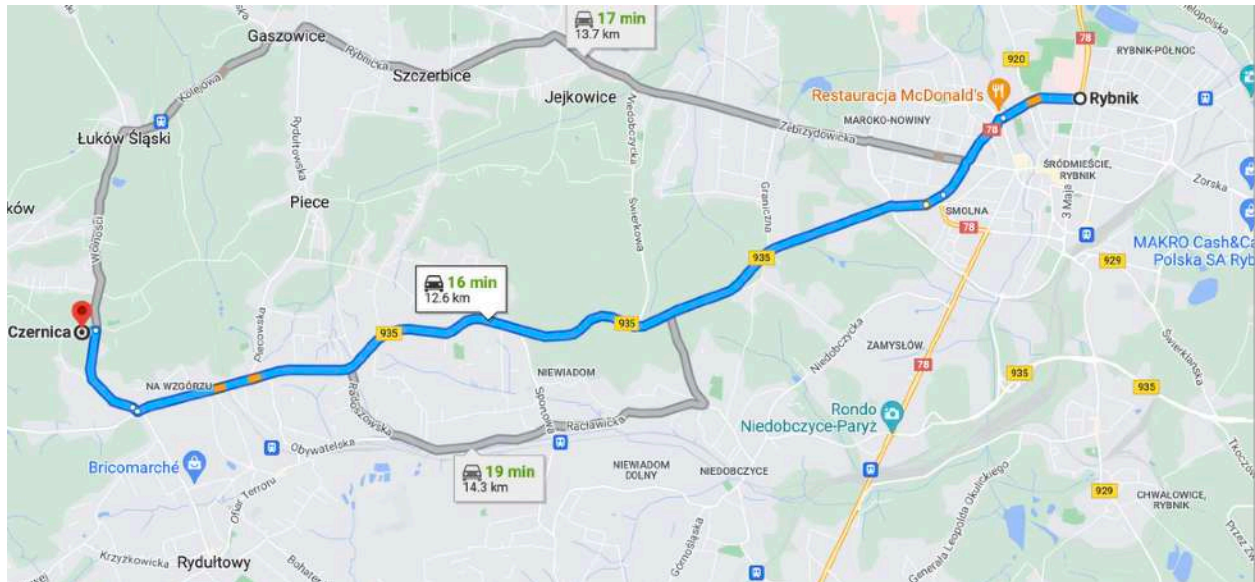 17 min
13.7 km
78
Gaszowice
920
RYBNIK-PÓŁNOC
Rybnicka
Szczerbice
Kolejowa
Jejkowice
Restauracja McDonald's
Rybnik
Łuków Śląski
Rydułtowska
Niedobczycka
MAROKO-NOWINY
78
Zebrzydowicka
ŚRÓDMIEŚCIE,
RYBNIK
Żorska
Piece
Graniczna
3 Maja
ków
Świerkowa
SMOLNA
78
Wolności
MAKRO Cash&Ca
Polska SA Ryb
935
929
16 min
12.6 km
Czernica
935
935
Piecowska
Niedobczycka
ZAMYSŁÓW
Świerklańska
78
935
935
NA WZGÓRZU
NIEWIADOM
Radoszowska
Sportowa
Racławicka
Rondo
Niedobczyce-Paryż
Obywatelska
Bricomarché
19 min
14.3 km
NIEWIADOM
DOLNY
NIEDOBCZYCE
Ofiar Terroru
929
CHWAŁOWICE,
RYBNIK
Generała Leopolda Okulickiego
Górnośląska
Krzyżkowicka
Rydułtowy